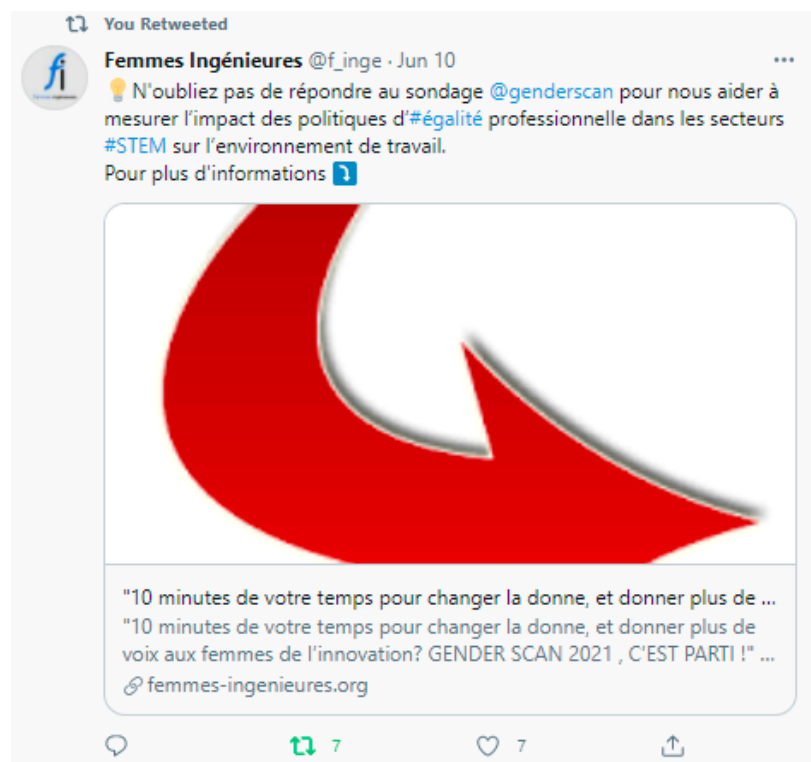 You Retweeted
Femmes Ingénieures @f_inge · Jun 10
💡N'oubliez pas de répondre au sondage @genderscan pour nous aider à
mesurer l'impact des politiques d'#égalité professionnelle dans les secteurs
#STEM sur l'environnement de travail.
Pour plus d'informations ⤵️
"10 minutes de votre temps pour changer la donne, et donner plus de ...
"10 minutes de votre temps pour changer la donne, et donner plus de
voix aux femmes de l'innovation? GENDER SCAN 2021 , C'EST PARTI !" ...
femmes-ingenieures.org
7 7